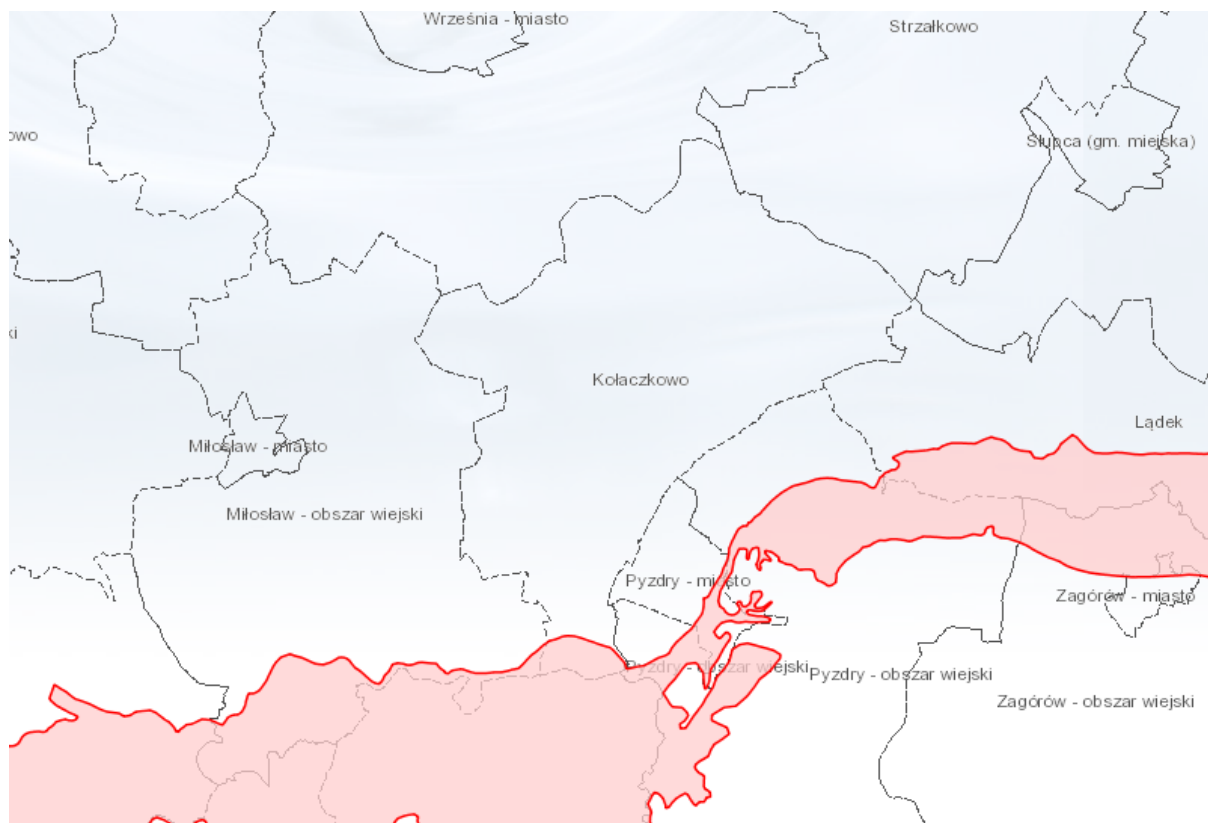 Września - miasto
Strzałkowo
owo
Słupca (gm. miejska)
ki
Kołaczkowo
Lądek
Miłosław - miasto
Miłosław - obszar wiejski
Pyzdry - miasto
Zagórów - miasto
Pyzdry - obszar wiejski
Pyzdry - obszar wiejski
Zagórów - obszar wiejski